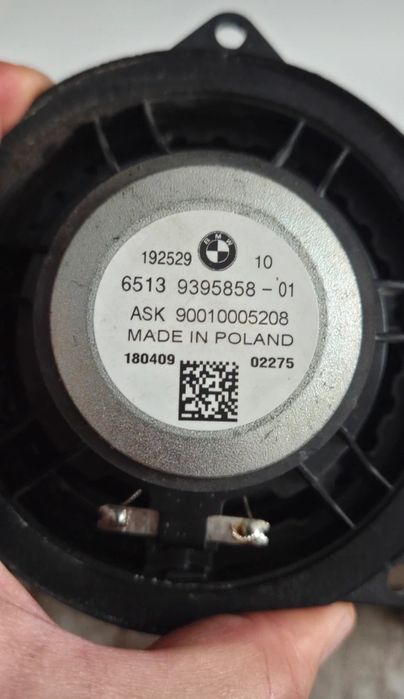 192529 BMW 10
6513 9395858-01
ASK 90010005208
MADE IN POLAND
180409 02275